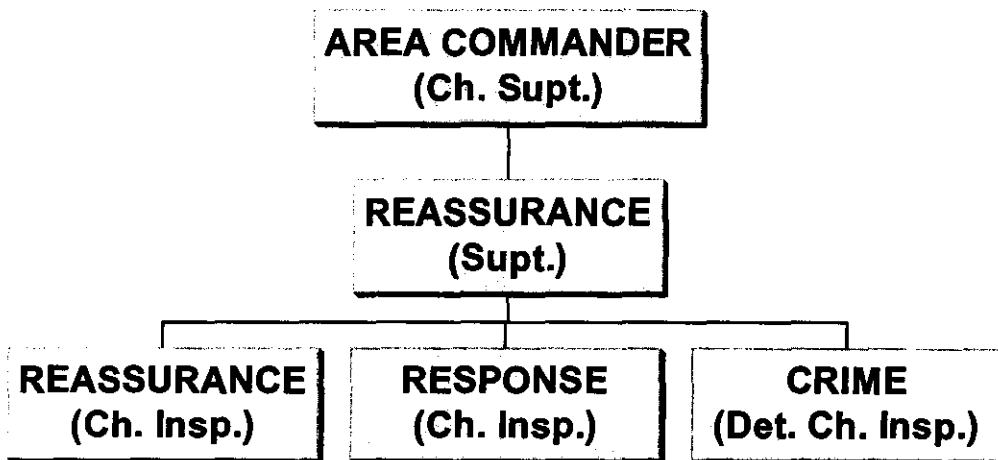 AREA COMMANDER
(Ch. Supt.)
REASSURANCE
(Supt.)
REASSURANCE
(Ch. Insp.)
RESPONSE
(Ch. Insp.)
CRIME
(Det. Ch. Insp.)